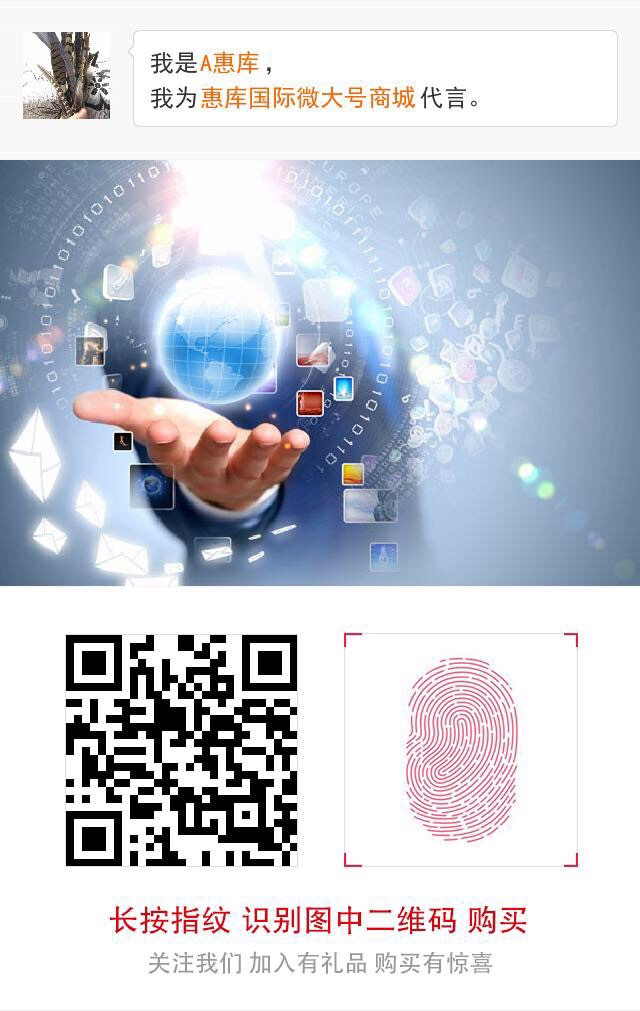 我是A惠库，
我为惠库国际微大号商城代言。
EUROPE
长按指纹 识别图中二维码 购买
关注我们 加入有礼品 购买有惊喜